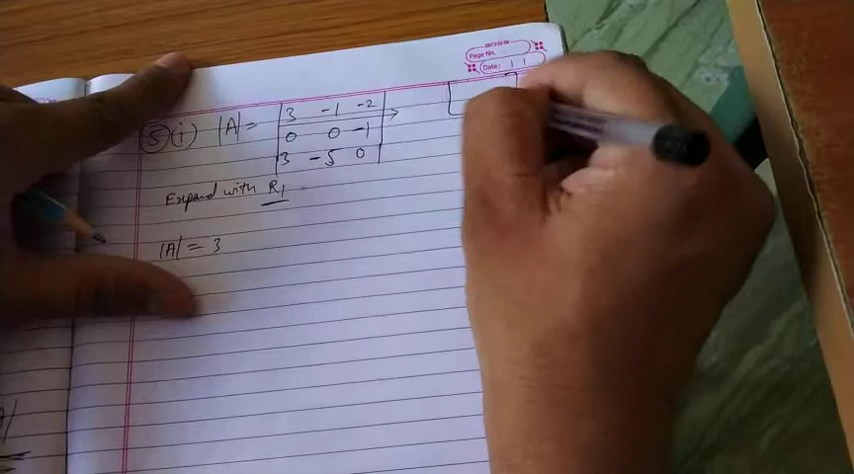 Page No.
Date:
5 (i) |A| = | 3 -1 -2 |
| 0 0 -1 |
| 3 -5 0 |
Expand with R1
|A| = 3